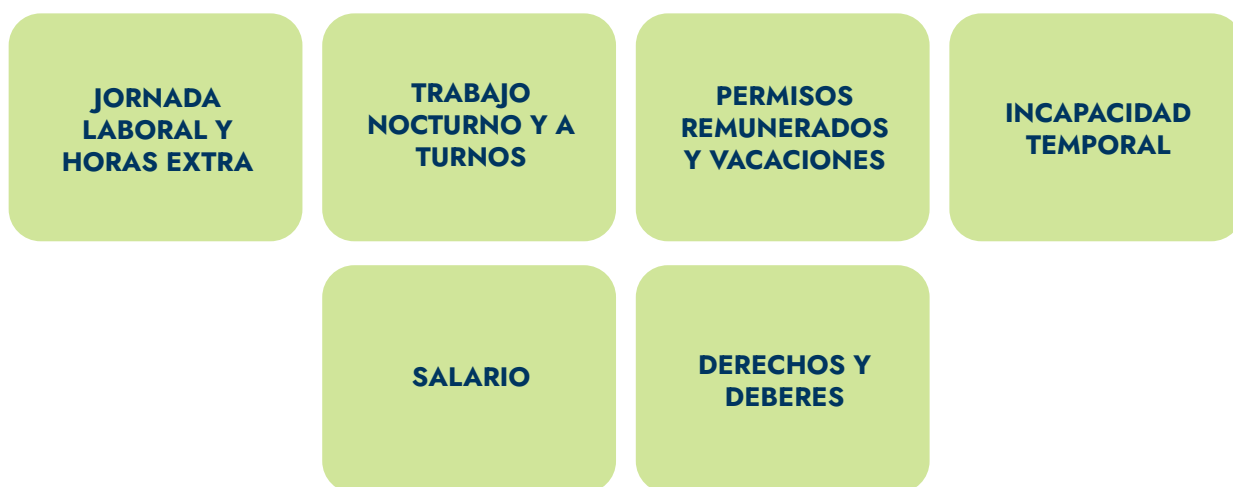 JORNADA
LABORAL Y
HORAS EXTRA
TRABAJO
NOCTURNO Y A
TURNOS
PERMISOS
REMUNERADOS
Y VACACIONES
INCAPACIDAD
TEMPORAL
SALARIO
DERECHOS Y
DEBERES